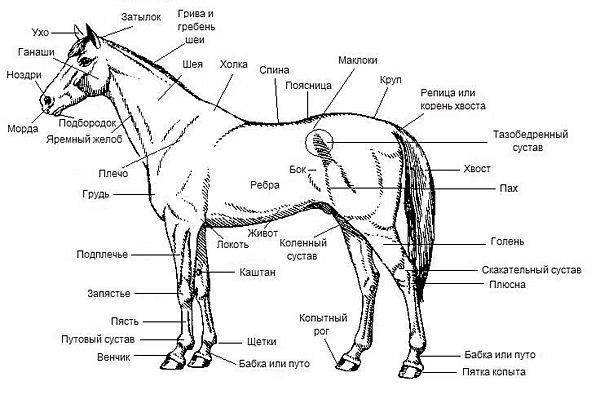 Ухо
Затылок
Грива и
гребень
шеи
Ганаши
Ноздри
Морда
Подбородок
Яремный желоб
Шея
Холка
Спина
Поясница
Маклоки
Круп
Репица или
корень хвоста
Тазобедренный
сустав
Хвост
Пах
Плечо
Грудь
Ребра
Бок
Живот
Локоть
Коленный
сустав
Голень
Подплечье
Каштан
Скакательный сустав
Плюсна
Запястье
Пясть
Путовый сустав
Венчик
Щетки
Бабка или путо
Копытный
рог
Бабка или путо
Пятка копыта